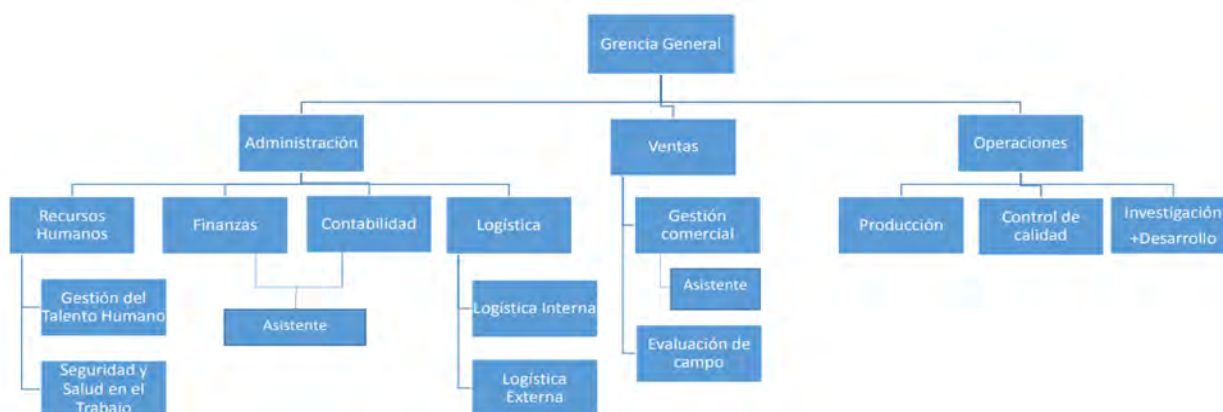 Grencia General
Administración
Ventas
Operaciones
Recursos
Humanos
Finanzas
Contabilidad
Logística
Gestión
comercial
Producción
Control de
calidad
Investigación
+Desarrollo
Gestión del
Talento Humano
Asistente
Logística Interna
Asistente
Seguridad y
Salud en el
Trabajo
Logística
Externa
Evaluación de
campo